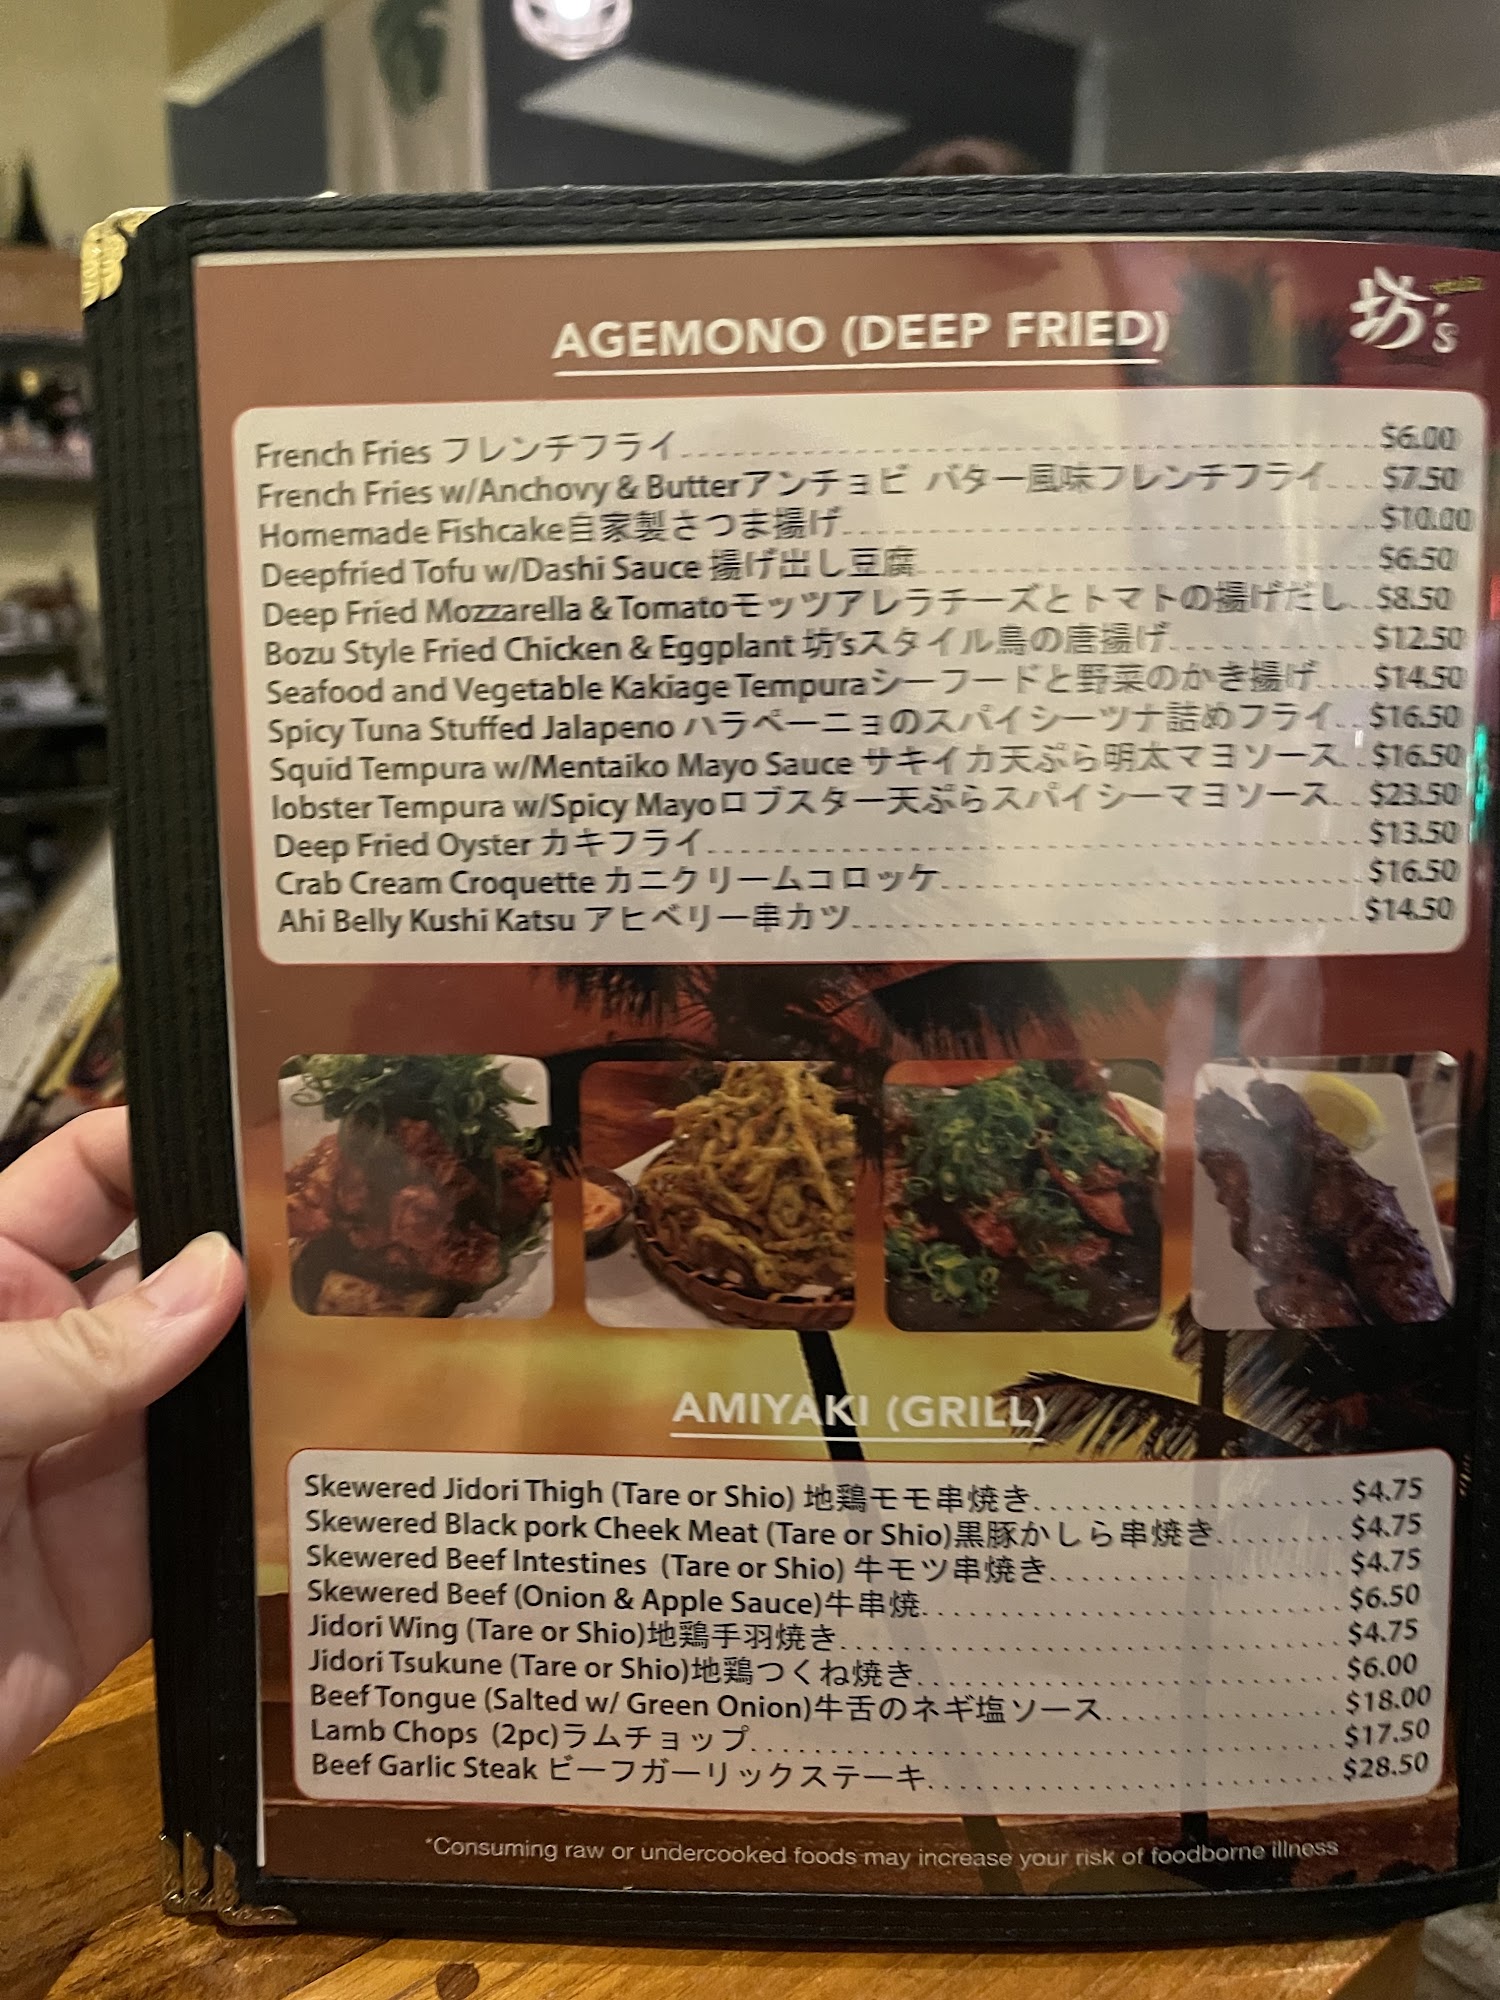 AGEMONO (DEEP FRIED)
坊's
French Fries フレンチフライ $6.00
French Fries w/Anchovy & Butterアンチョビ バター風味フレンチフライ $7.50
Homemade Fishcake自家製さつま揚げ $10.00
Deepfried Tofu w/Dashi Sauce 揚げ出し豆腐 $6.50
Deep Fried Mozzarella & Tomatoモッツアレラチーズとトマトの揚げだし $8.50
Bozu Style Fried Chicken & Eggplant 坊'sスタイル鳥の唐揚げ $12.50
Seafood and Vegetable Kakiage Tempuraシーフードと野菜のかき揚げ $14.50
Spicy Tuna Stuffed Jalapeno ハラペーニョのスパイシーツナ詰めフライ $16.50
Squid Tempura w/Mentaiko Mayo Sauce サキイカ天ぷら明太マヨソース $16.50
lobster Tempura w/Spicy Mayoロブスター天ぷらスパイシーマヨソース $23.50
Deep Fried Oyster カキフライ $13.50
Crab Cream Croquette カニクリームコロッケ $16.50
Ahi Belly Kushi Katsu アヒベリー串カツ $14.50
AMIYAKI (GRILL)
Skewered Jidori Thigh (Tare or Shio) 地鶏モモ串焼き $4.75
Skewered Black pork Cheek Meat (Tare or Shio)黒豚かしら串焼き $4.75
Skewered Beef Intestines (Tare or Shio) 牛モツ串焼き $4.75
Skewered Beef (Onion & Apple Sauce)牛串焼 $6.50
Jidori Wing (Tare or Shio)地鶏手羽焼き $4.75
Jidori Tsukune (Tare or Shio)地鶏つくね焼き $6.00
Beef Tongue (Salted w/ Green Onion)牛舌のネギ塩ソース $18.00
Lamb Chops (2pc)ラムチョップ $17.50
Beef Garlic Steak ビーフガーリックステーキ $28.50
*Consuming raw or undercooked foods may increase your risk of foodborne illness